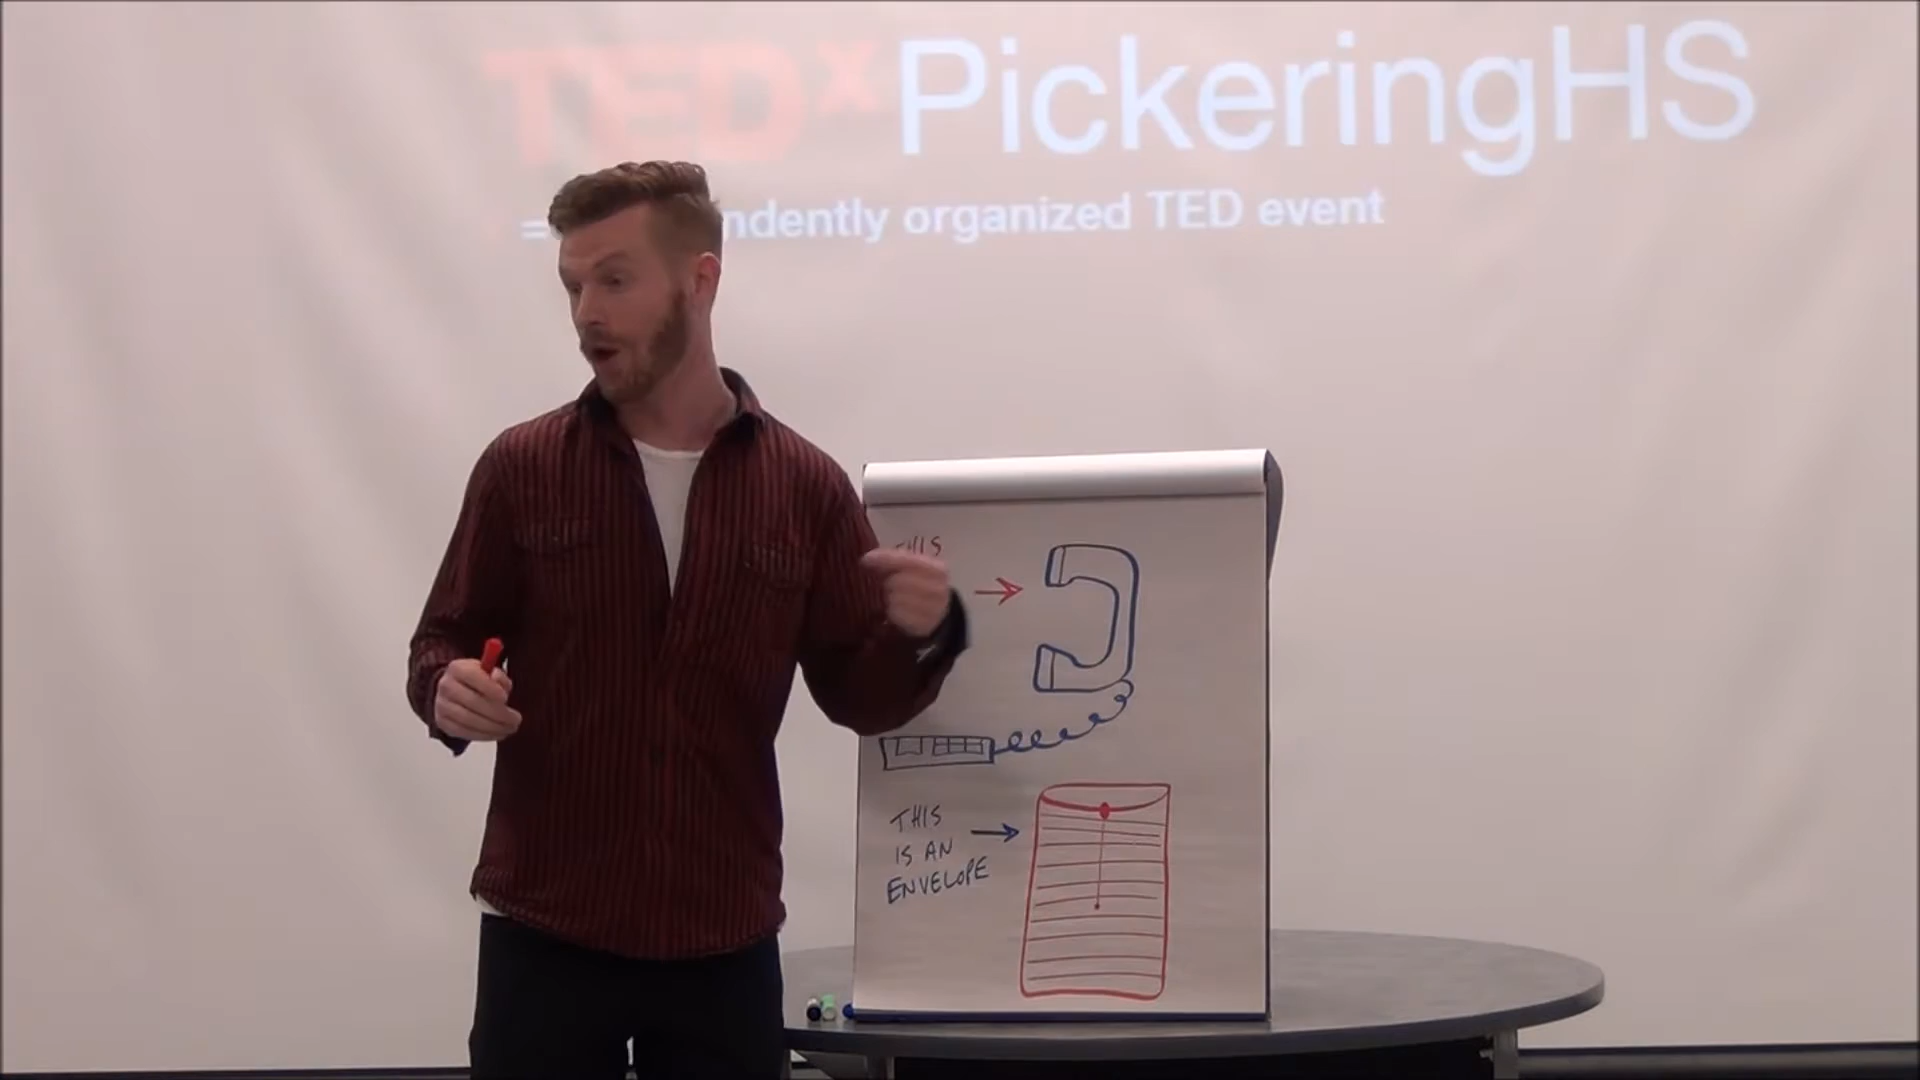 TEDx PickeringHS
= ndently organized TED event
THIS
THIS
IS AN
ENVELOPE